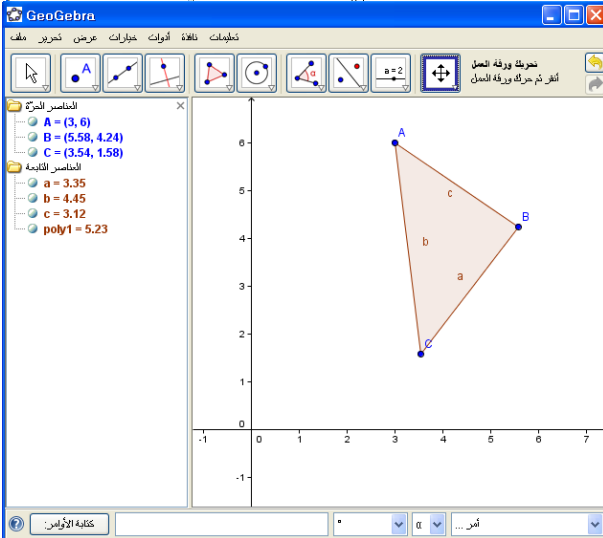 GeoGebra
ملف تحرير عرض خيارات أدوات نافذة تعليمات
A
α
a = 2
تحريك ورقة العمل
أنقر ثم حرك ورقة العمل
العناصر الحرّة
A = (3, 6)
B = (5.58, 4.24)
C = (3.54, 1.58)
العناصر التابعة
a = 3.35
b = 4.45
c = 3.12
poly1 = 5.23
6
5
4
3
2
1
0
-1
-1 0 1 2 3 4 5 6 7
A
B
C
c
b
a
كتابة الأوامر:
°
α
أمر ...